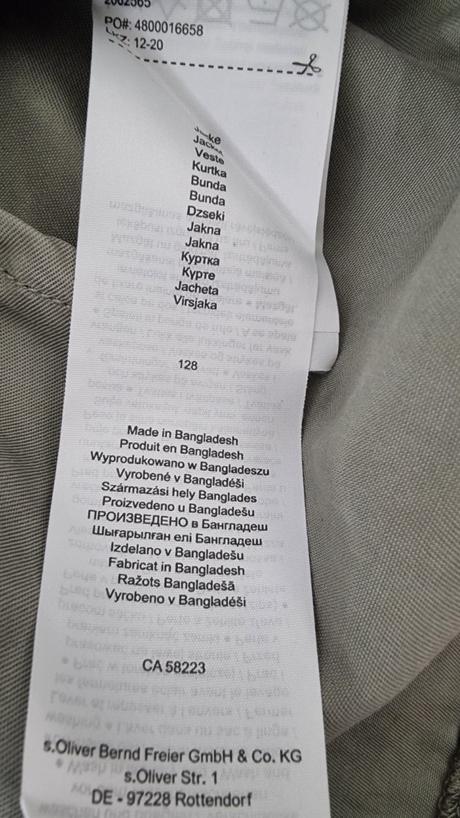 2062565
PO#: 4800016658
LKZ: 12-20
Jacke
Jacket
Veste
Kurtka
Bunda
Bunda
Dzseki
Jakna
Jakna
Куртка
Курте
Jacheta
Virsjaka
128
Made in Bangladesh
Produit en Bangladesh
Wyprodukowano w Bangladeszu
Vyrobené v Bangladéši
Származási hely Banglades
Proizvedeno u Bangladešu
ПРОИЗВЕДЕНО в Бангладеш
Шығарылған елі Бангладеш
Izdelano v Bangladešu
Fabricat in Bangladesh
Ražots Bangladešā
Vyrobeno v Bangladéši
CA 58223
s.Oliver Bernd Freier GmbH & Co. KG
s.Oliver Str. 1
DE - 97228 Rottendorf